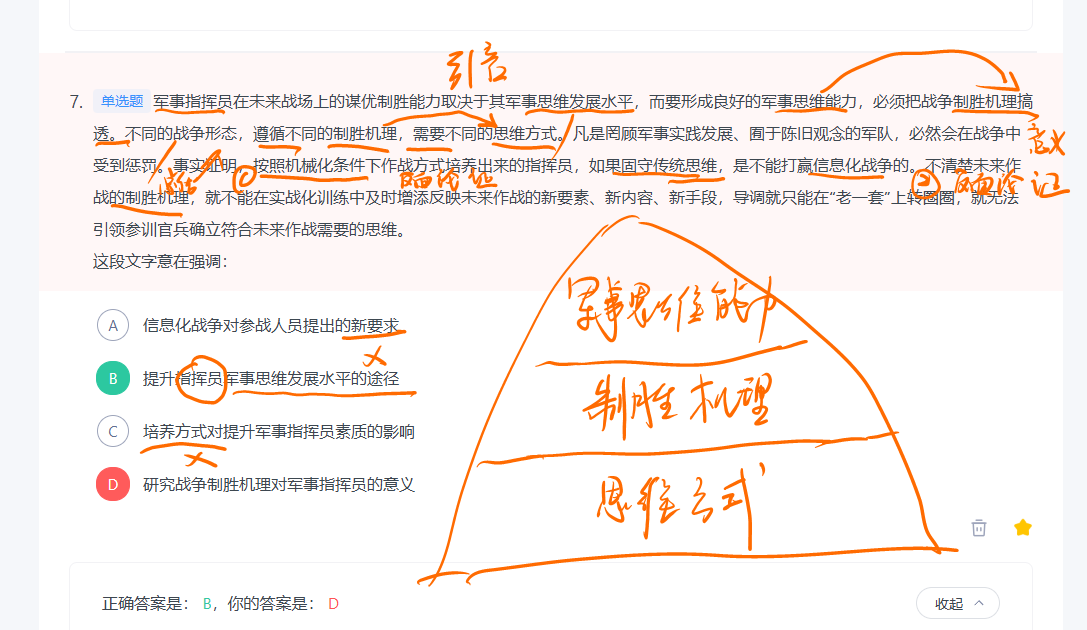 引言
7. 单选题 军事指挥员在未来战场上的谋优制胜能力取决于其军事思维发展水平，而要形成良好的军事思维能力，必须把战争制胜机理搞
透。不同的战争形态，遵循不同的制胜机理，需要不同的思维方式。凡是罔顾军事实践发展、囿于陈旧观念的军队，必然会在战争中
意义
受到惩罚。事实证明，按照机械化条件下作战方式培养出来的指挥员，如果固守传统思维，是不能打赢信息化战争的。不清楚未来作
① 反面论证
② 反面论证
战的制胜机理，就不能在实战化训练中及时增添反映未来作战的新要素、新内容、新手段，导调就只能在“老一套”上转圈圈，就无法
引领参训官兵确立符合未来作战需要的思维。
这段文字意在强调：
军事思维能力
制胜机理
思维方式
A 信息化战争对参战人员提出的新要求
×
B 提升指挥员军事思维发展水平的途径
C 培养方式对提升军事指挥员素质的影响
×
D 研究战争制胜机理对军事指挥员的意义
正确答案是： B，你的答案是： D
收起